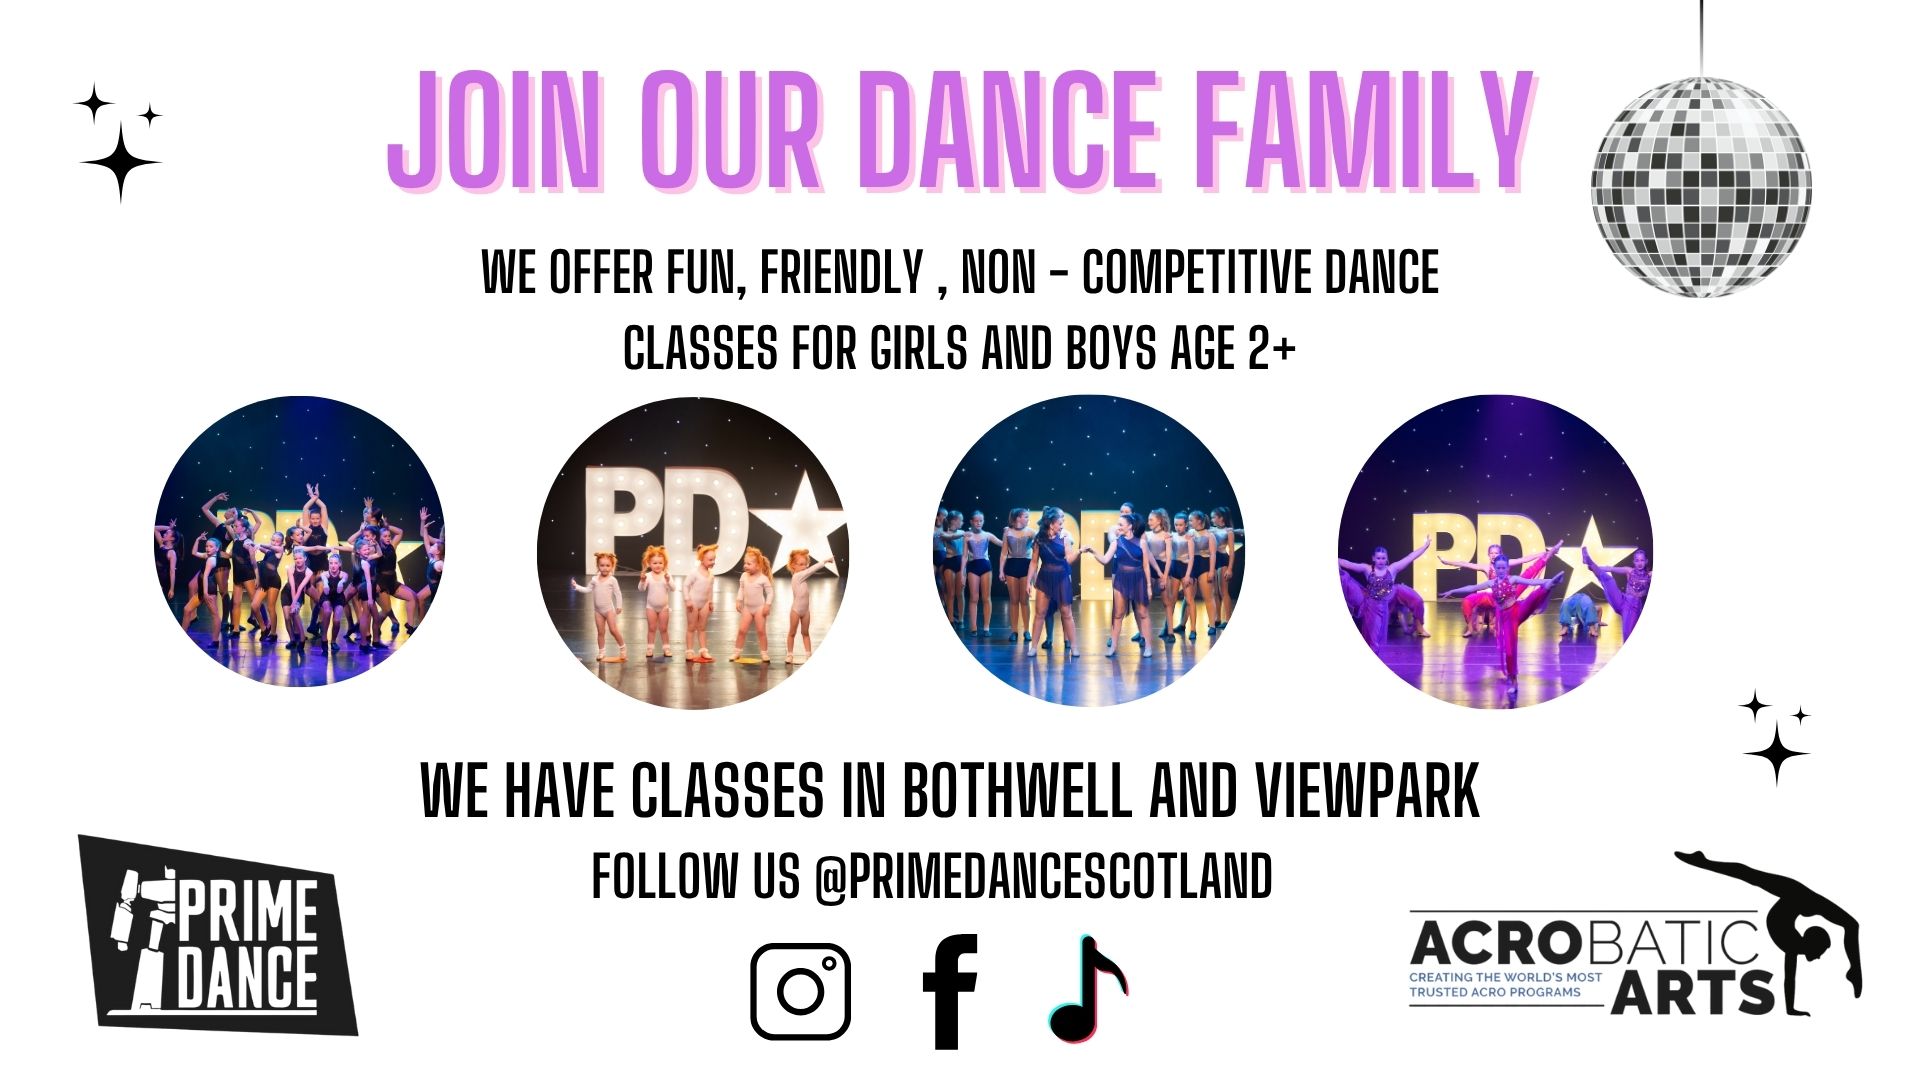 JOIN OUR DANCE FAMILY
WE OFFER FUN, FRIENDLY , NON - COMPETITIVE DANCE
CLASSES FOR GIRLS AND BOYS AGE 2+
PD
PD
PD
PD
WE HAVE CLASSES IN BOTHWELL AND VIEWPARK
FOLLOW US @PRIMEDANCESCOTLAND
PRIME
DANCE
ACROBATIC
CREATING THE WORLD'S MOST
TRUSTED ACRO PROGRAMS
ARTS